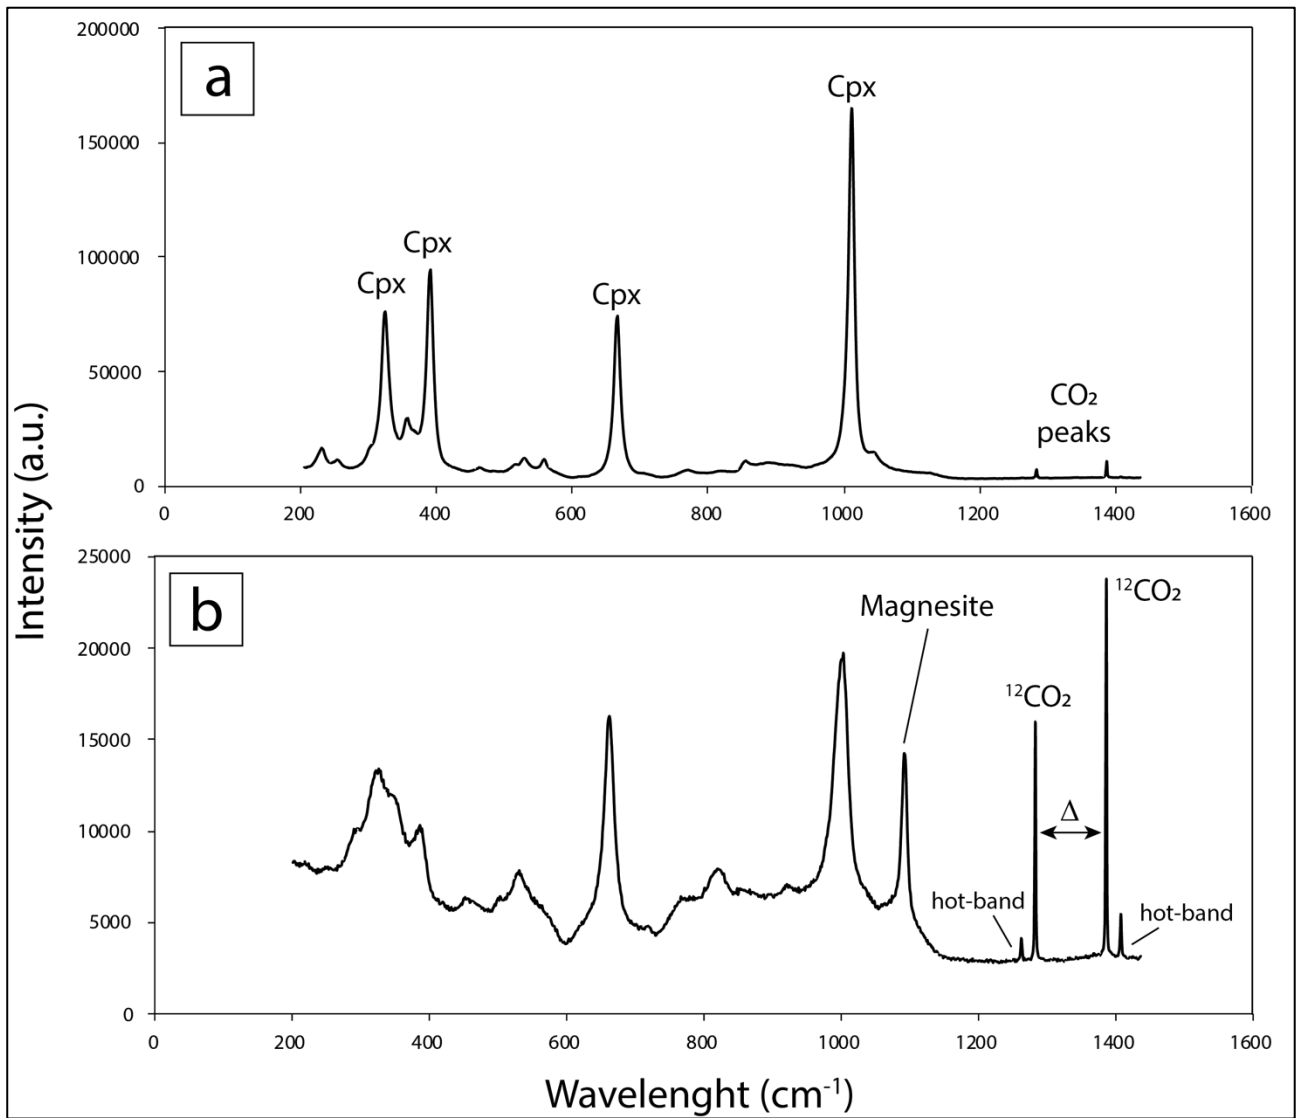 Intensity (a.u.)
a
200000
150000
100000
50000
0
Cpx
Cpx
Cpx
Cpx
CO₂
peaks
0 200 400 600 800 1000 1200 1400 1600
b
25000
20000
15000
10000
5000
0
Magnesite
¹²CO₂
¹²CO₂
Δ
hot-band
hot-band
0 200 400 600 800 1000 1200 1400 1600
Wavelenght (cm⁻¹)